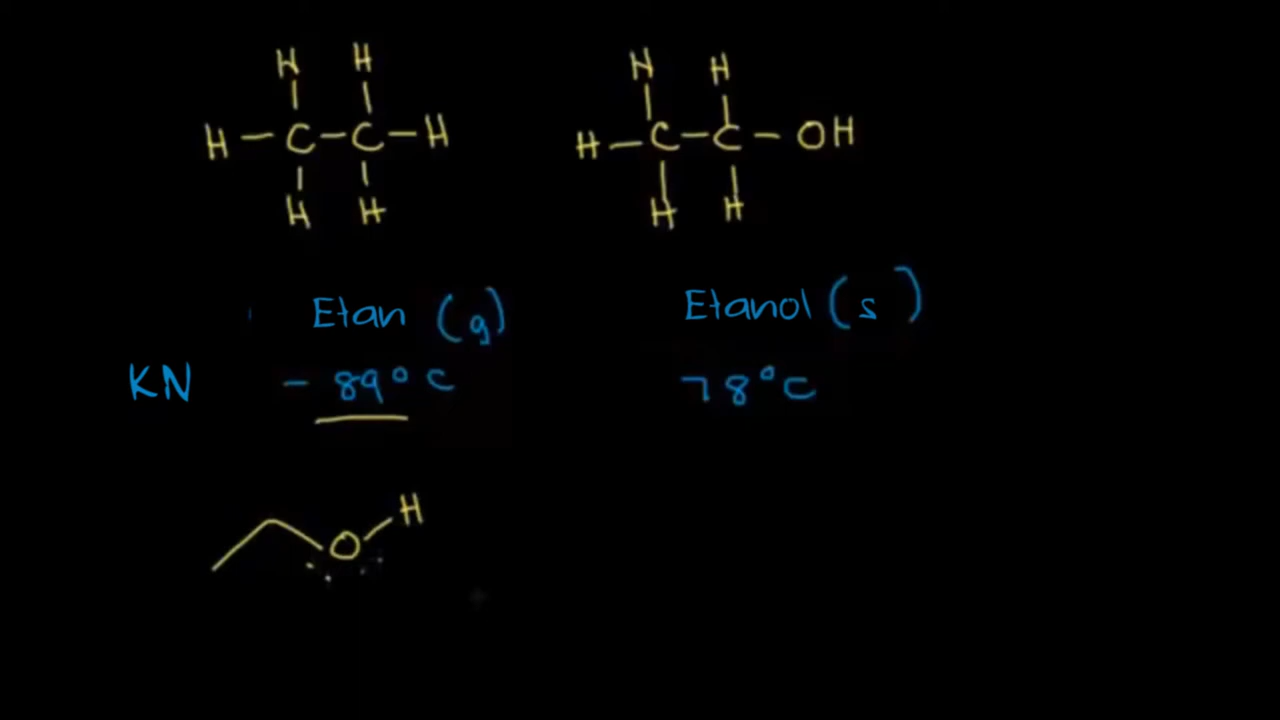 H H N H
H-C-C-H H-C-C-OH
H H H H
Etan (g) Etanol (s)
KN -89°C 78°C
H
O